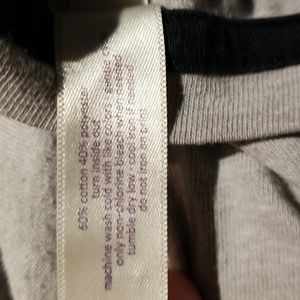 60% cotton 40% polyester
turn inside out
machine wash cold with like colors - gentle
only non-chlorine bleach when needed
tumble dry low - cool iron if needed
do not iron on print